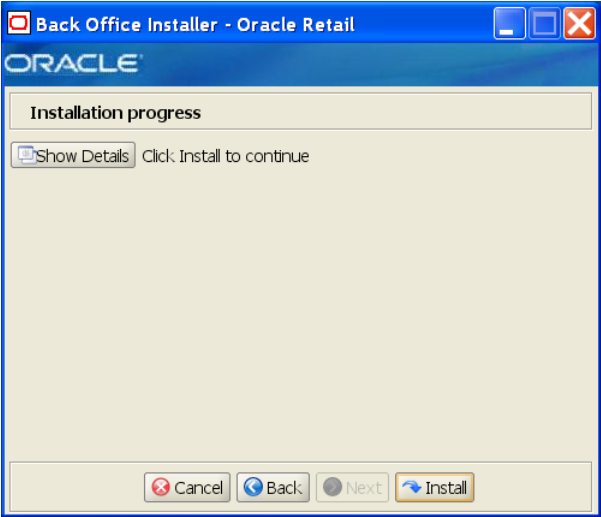 Back Office Installer - Oracle Retail
ORACLE
Installation progress
Show Details Click Install to continue
Cancel Back Next Install